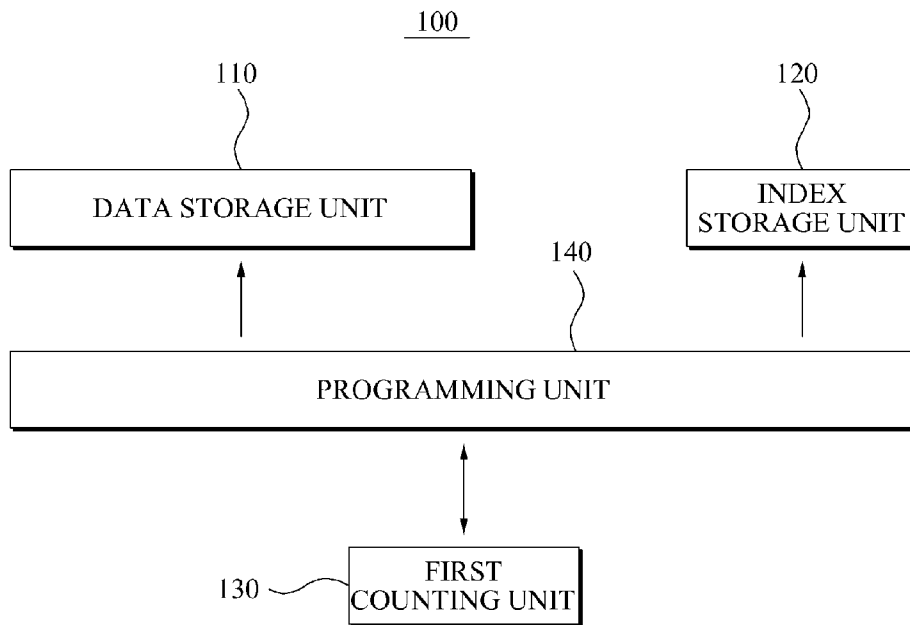 100
110
120
DATA STORAGE UNIT
INDEX
STORAGE UNIT
140
PROGRAMMING UNIT
130
FIRST
COUNTING UNIT